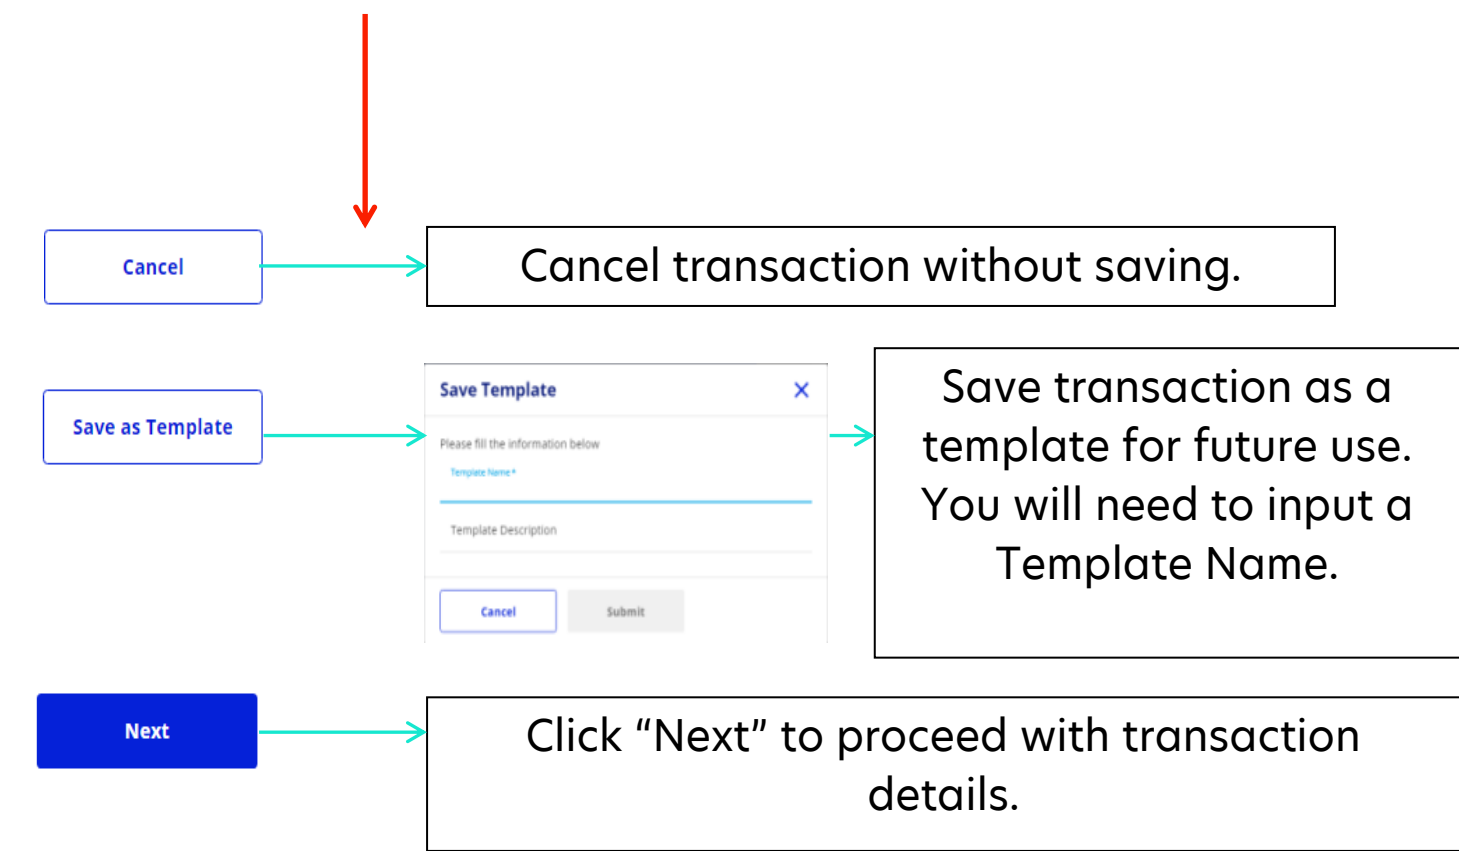 Cancel
Cancel transaction without saving.
Save as Template
Save Template
Please fill the information below
Template Name *
Template Description
Cancel
Submit
Save transaction as a
template for future use.
You will need to input a
Template Name.
Next
Click “Next” to proceed with transaction
details.